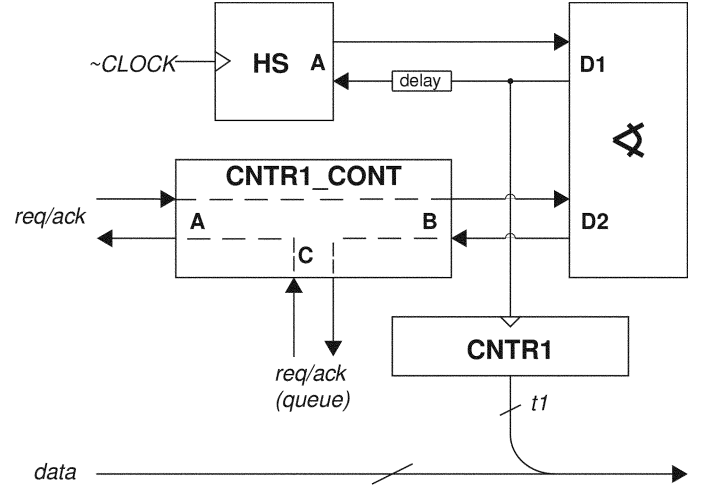 ~CLOCK
HS
A
delay
D1
CNTR1_CONT
req/ack
A
B
C
D2
req/ack
(queue)
CNTR1
t1
data